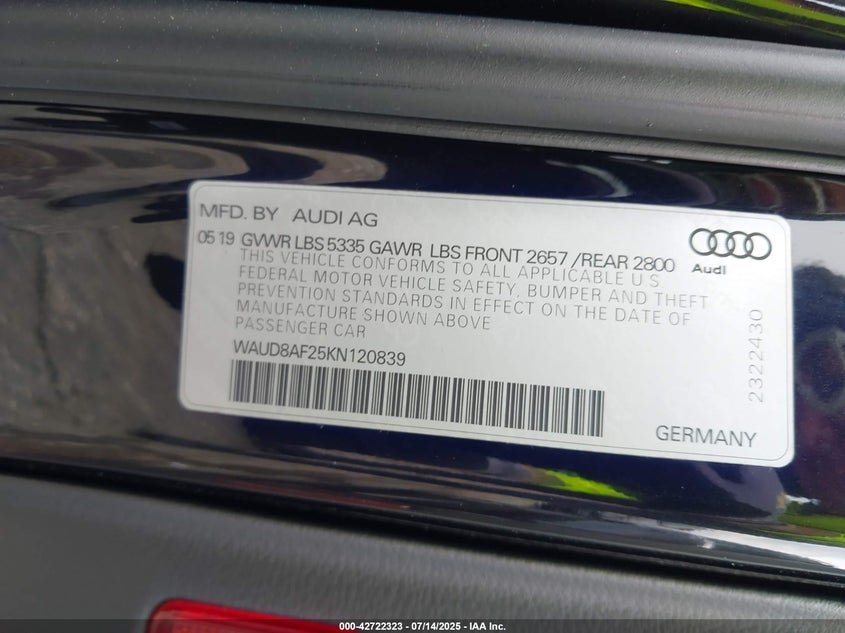 MFD. BY AUDI AG
05 19 GVWR LBS 5335 GAWR LBS FRONT 2657 /REAR 2800
THIS VEHICLE CONFORMS TO ALL APPLICABLE U S
FEDERAL MOTOR VEHICLE SAFETY, BUMPER AND THEFT
PREVENTION STANDARDS IN EFFECT ON THE DATE OF
MANUFACTURE SHOWN ABOVE
PASSENGER CAR
WAUD8AF25KN120839
Audi
2322430
GERMANY
000-42722323 - 07/14/2025 - IAA Inc.